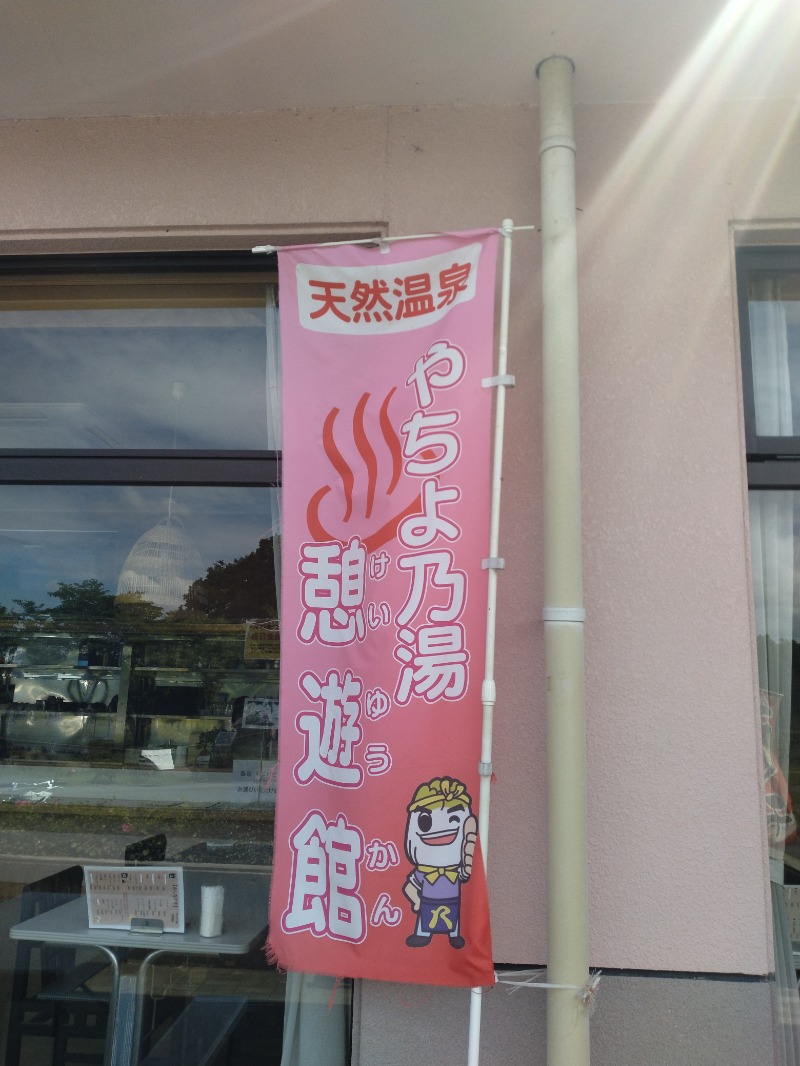 天然温泉
やちよ乃湯
憩遊館
けいゆうかん
R